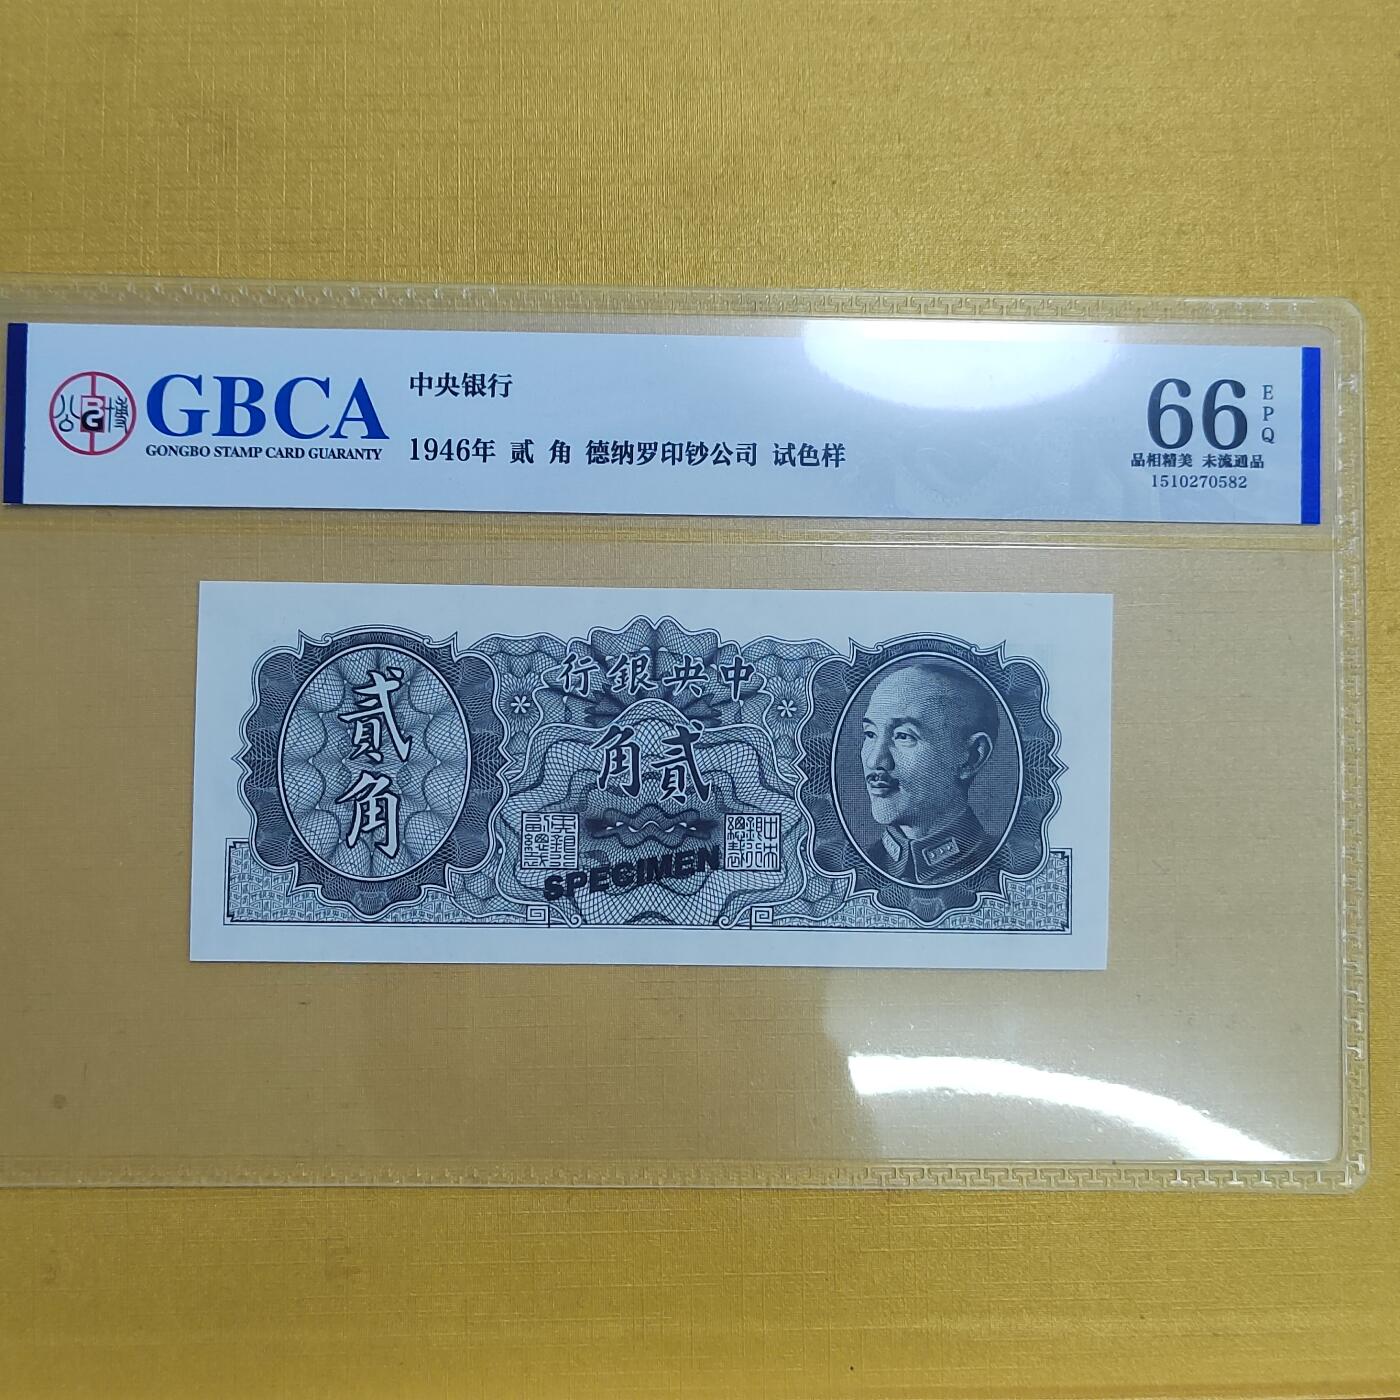 公博
GBCA
GONGBO STAMP CARD GUARANTY
中央银行
1946年 贰 角 德纳罗印钞公司 试色样
66
EPQ
品相精美 未流通品
1510270582
行銀央中
角貳
貳角
SPECIMEN